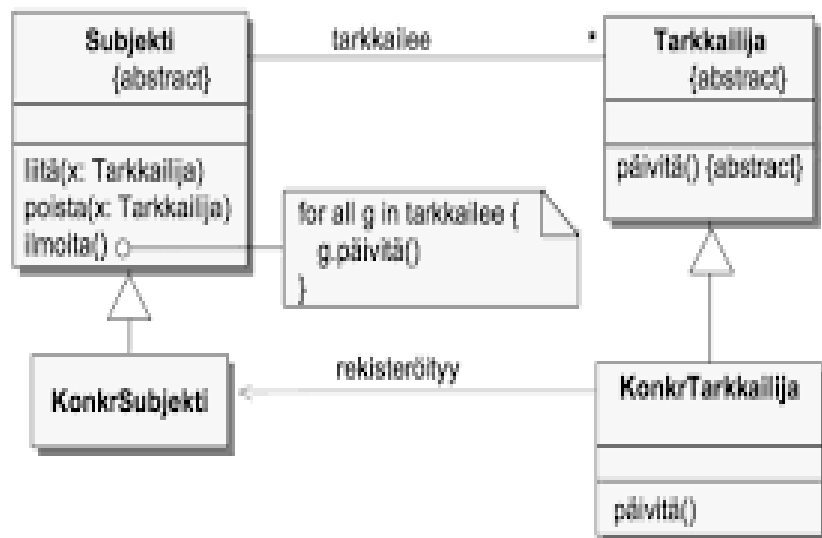 Subjekti
{abstract}
liitä(x: Tarkkailija)
poista(x: Tarkkailija)
ilmoita()
tarkkailee
*
Tarkkailija
{abstract}
päivitä() {abstract}
for all g in tarkkailee {
g.päivitä()
}
KonkrSubjekti
rekisteröityy
KonkrTarkkailija
päivitä()